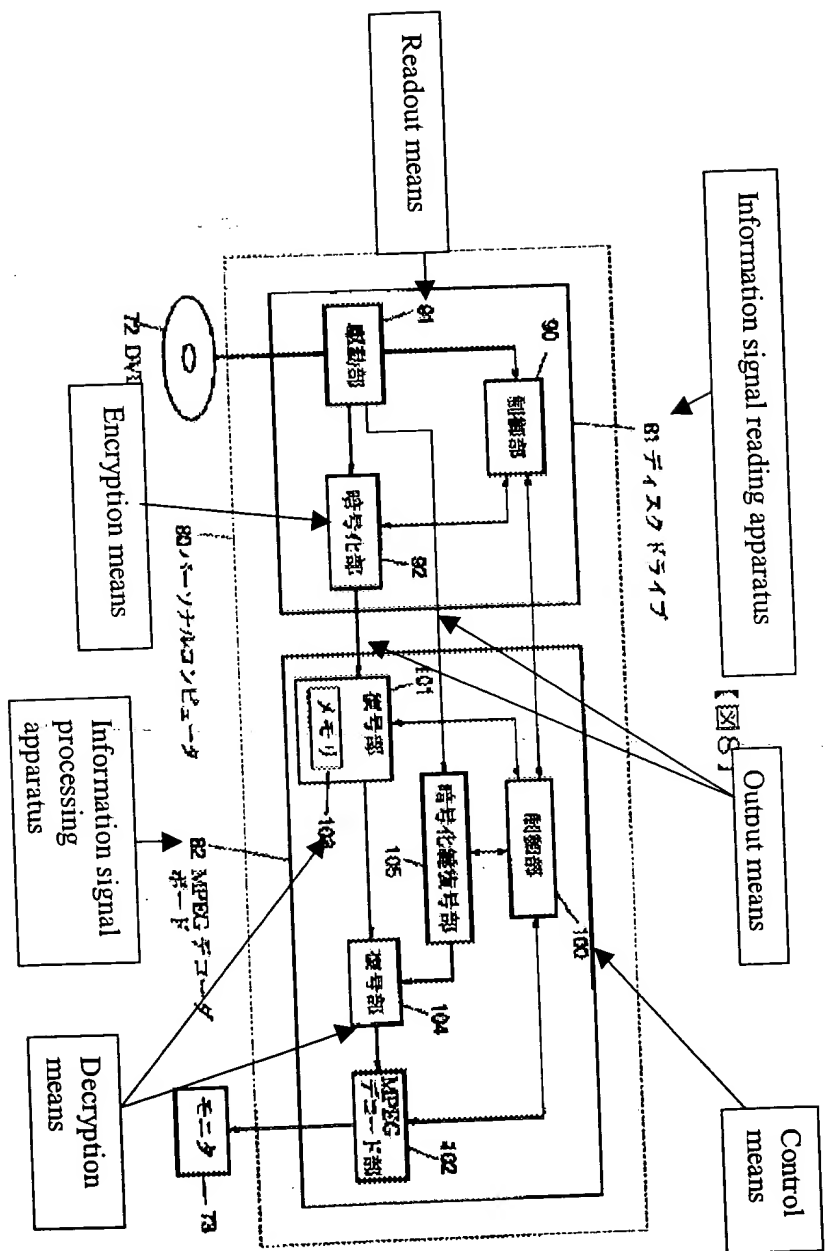 Readout means
Information signal reading apparatus
【図8】
Output means
Control
means
81 ディスクドライブ
90
制御部
91
駆動部
暗号化部
92
72 DV
Encryption means
80 パーソナルコンピュータ
101
復号部
メモリ
103
制御部
100
暗号化鍵復号部
105
復号部
104
MPEG
デコード部
102
82 MPEG デコーダ
ボード
モニタ
73
Information signal
processing
apparatus
Decryption
means